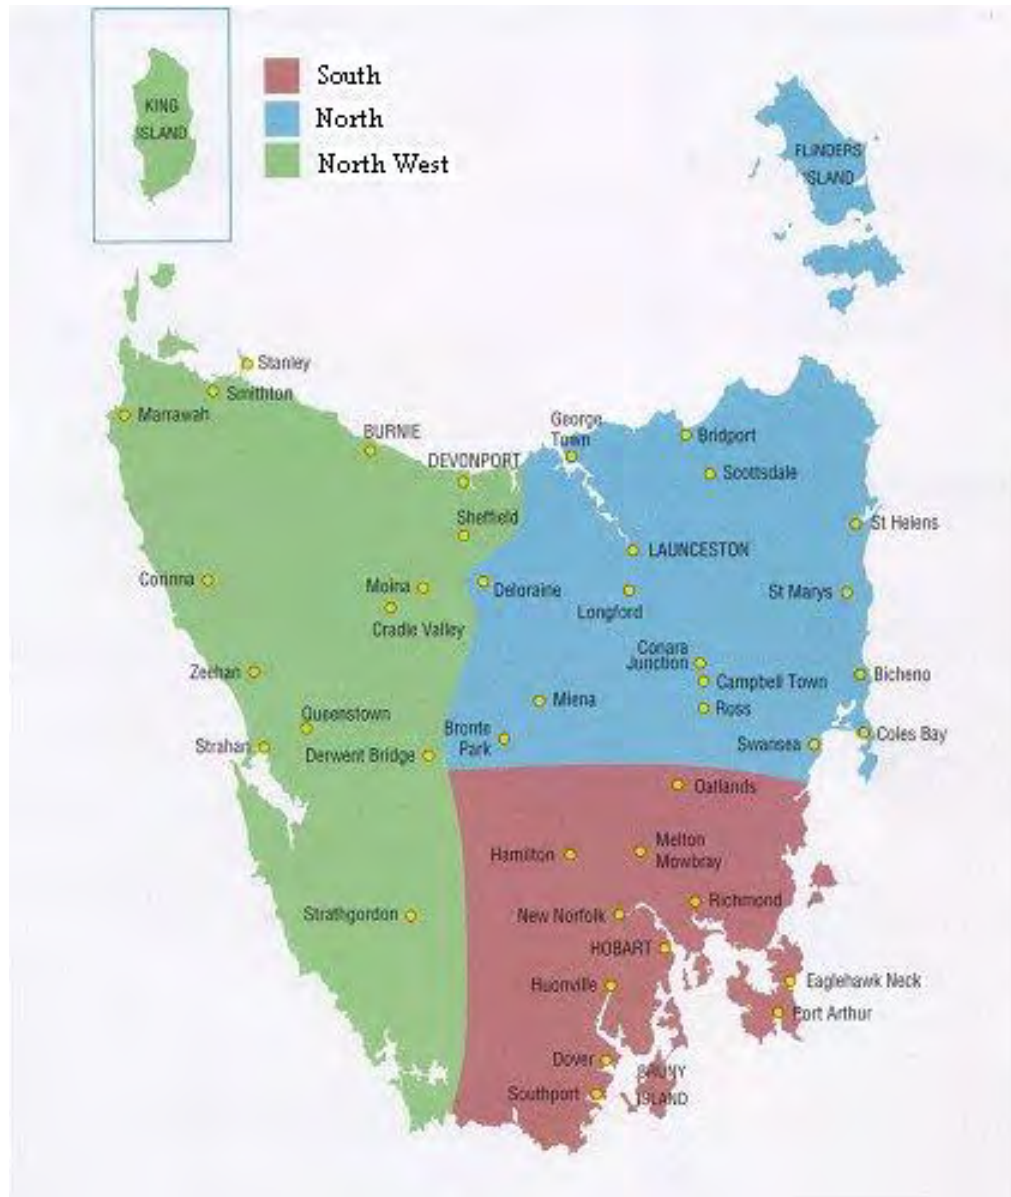 KING
ISLAND
South
North
North West
FLINDERS
ISLAND
Stanley
Smithton
Marrawah
BURNIE
George
Town
Bridport
DEVONPORT
Scottsdale
Sheffield
St Helens
LAUNCESTON
Corinna
Moina
Deloraine
St Marys
Longford
Cradle Valley
Conara
Junction
Zeehan
Bicheno
Campbell Town
Miena
Ross
Queenstown
Bronte
Park
Coles Bay
Strahan
Derwent Bridge
Swansea
Oatlands
Hamilton
Melton
Mowbray
Richmond
Strathgordon
New Norfolk
HOBART
Huonville
Eaglehawk Neck
Port Arthur
Dover
BRUNY
ISLAND
Southport